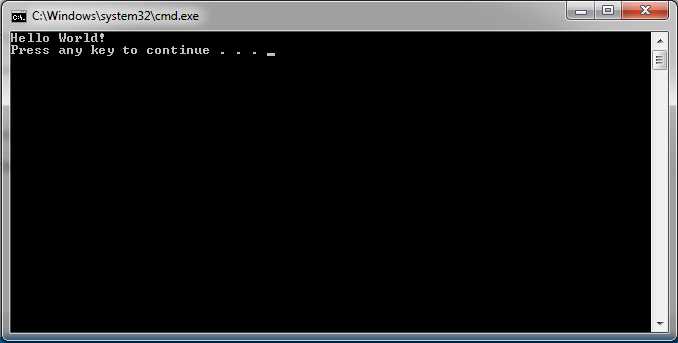 C:\Windows\system32\cmd.exe
Hello World!
Press any key to continue . . . _